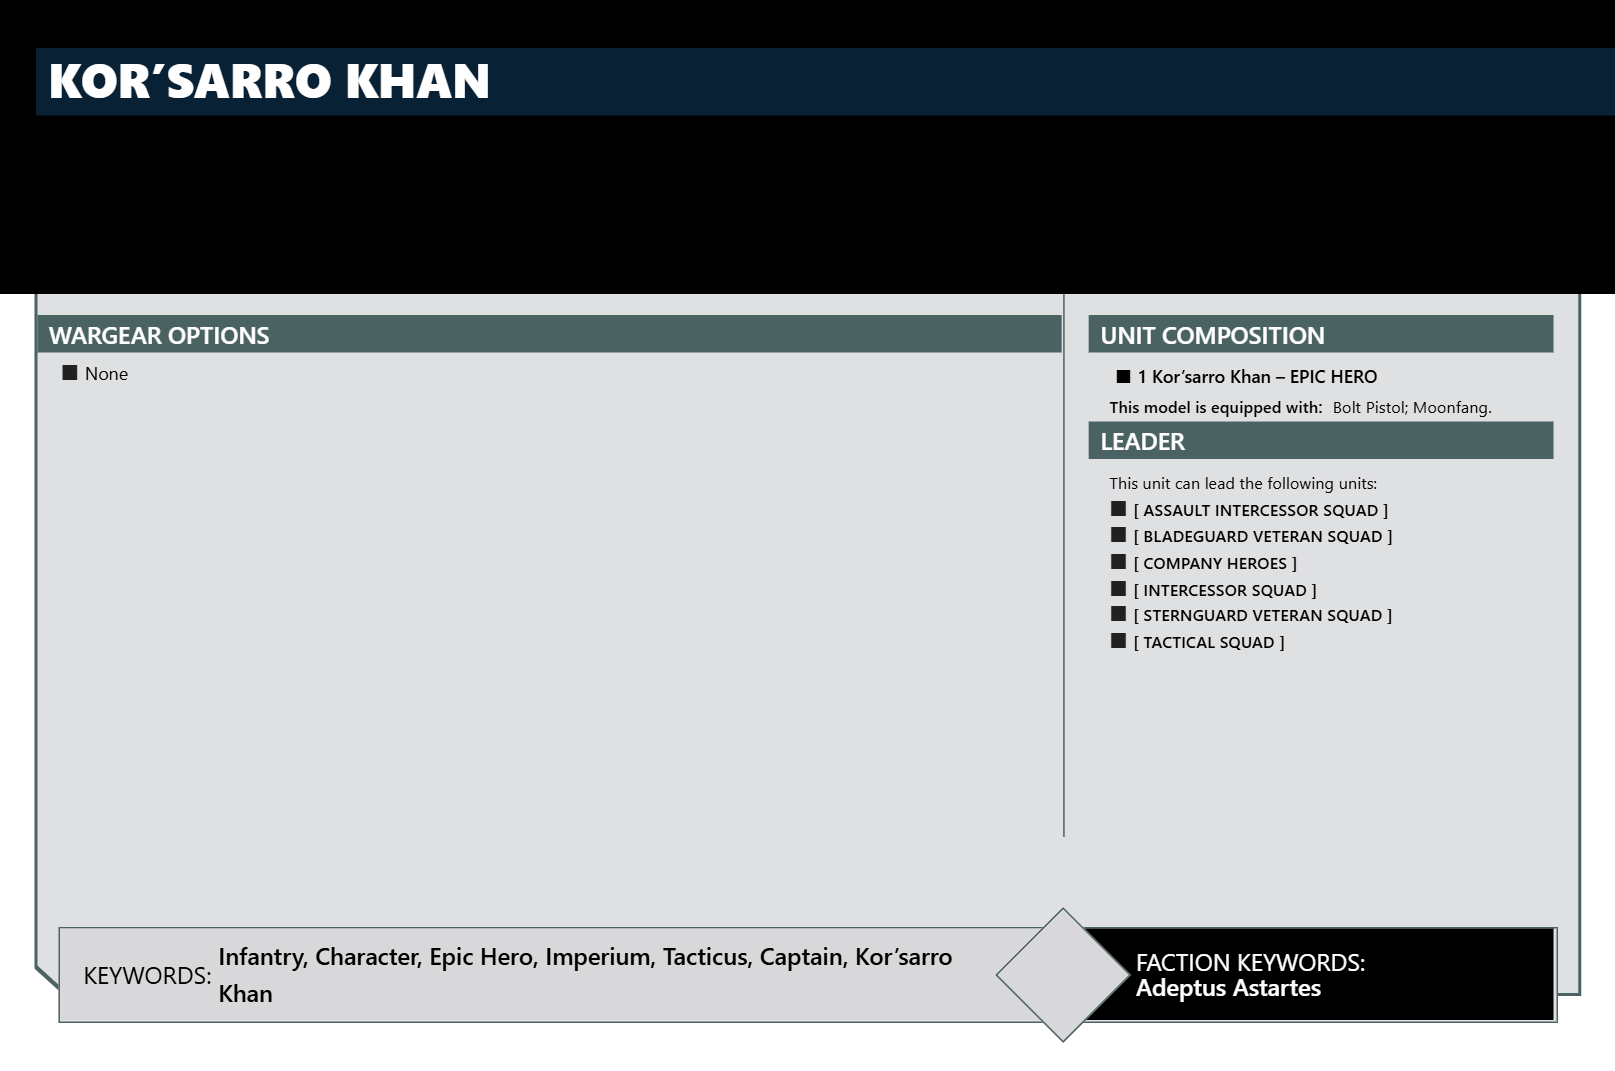 KOR’SARRO KHAN
WARGEAR OPTIONS
■ None
UNIT COMPOSITION
■ 1 Kor’sarro Khan – EPIC HERO
This model is equipped with: Bolt Pistol; Moonfang.
LEADER
This unit can lead the following units:
■ [ ASSAULT INTERCESSOR SQUAD ]
■ [ BLADEGUARD VETERAN SQUAD ]
■ [ COMPANY HEROES ]
■ [ INTERCESSOR SQUAD ]
■ [ STERNGUARD VETERAN SQUAD ]
■ [ TACTICAL SQUAD ]
KEYWORDS: Infantry, Character, Epic Hero, Imperium, Tacticus, Captain, Kor’sarro
Khan
FACTION KEYWORDS:
Adeptus Astartes